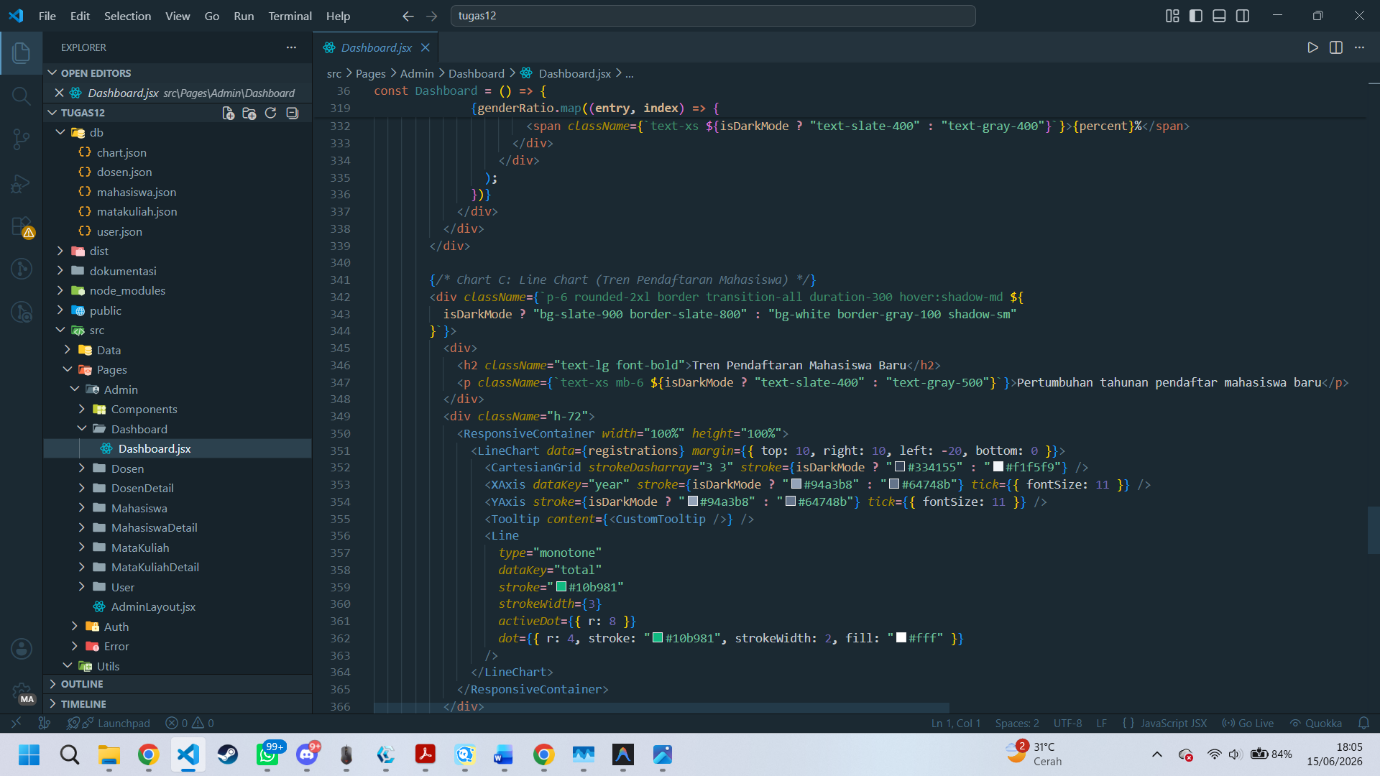 File Edit Selection View Go Run Terminal Help
tugas12
EXPLORER
OPEN EDITORS
Dashboard.jsx src\Pages\Admin\Dashboard
TUGAS12
db
chart.json
dosen.json
mahasiswa.json
matakuliah.json
user.json
dist
dokumentasi
node_modules
public
src
Data
Pages
Admin
Components
Dashboard
Dashboard.jsx
Dosen
DosenDetail
Mahasiswa
MahasiswaDetail
MataKuliah
MataKuliahDetail
User
AdminLayout.jsx
Auth
Error
Utils
OUTLINE
TIMELINE
Dashboard.jsx
src > Pages > Admin > Dashboard > Dashboard.jsx > ...
36 const Dashboard = () => {
319 {genderRatio.map((entry, index) => {
332 <span className={`text-xs ${isDarkMode ? "text-slate-400" : "text-gray-400"}`}>{percent}%</span>
333 </div>
334 </div>
335 );
336 })}
337 </div>
338 </div>
339 </div>
340
341 {/* Chart C: Line Chart (Tren Pendaftaran Mahasiswa) */}
342 <div className={`p-6 rounded-2xl border transition-all duration-300 hover:shadow-md ${
343 isDarkMode ? "bg-slate-900 border-slate-800" : "bg-white border-gray-100 shadow-sm"
344 }`}>
345 <div>
346 <h2 className="text-lg font-bold">Tren Pendaftaran Mahasiswa Baru</h2>
347 <p className={`text-xs mb-6 ${isDarkMode ? "text-slate-400" : "text-gray-500"}`}>Pertumbuhan tahunan pendaftar mahasiswa baru</p>
348 </div>
349 <div className="h-72">
350 <ResponsiveContainer width="100%" height="100%">
351 <LineChart data={registrations} margin={{ top: 10, right: 10, left: -20, bottom: 0 }}>
352 <CartesianGrid strokeDasharray="3 3" stroke={isDarkMode ? "#334155" : "#f1f5f9"} />
353 <XAxis dataKey="year" stroke={isDarkMode ? "#94a3b8" : "#64748b"} tick={{ fontSize: 11 }} />
354 <YAxis stroke={isDarkMode ? "#94a3b8" : "#64748b"} tick={{ fontSize: 11 }} />
355 <Tooltip content={<CustomTooltip />} />
356 <Line
357 type="monotone"
358 dataKey="total"
359 stroke="#10b981"
360 strokeWidth={3}
361 activeDot={{ r: 8 }}
362 dot={{ r: 4, stroke: "#10b981", strokeWidth: 2, fill: "#fff" }}
363 />
364 </LineChart>
365 </ResponsiveContainer>
366 </div>
MA
Launchpad 0 0 Ln 1, Col 1 Spaces: 2 UTF-8 LF {} JavaScript JSX Go Live Quokka
99+
9+
2
31°C
Cerah
84%
18:05
15/06/2026